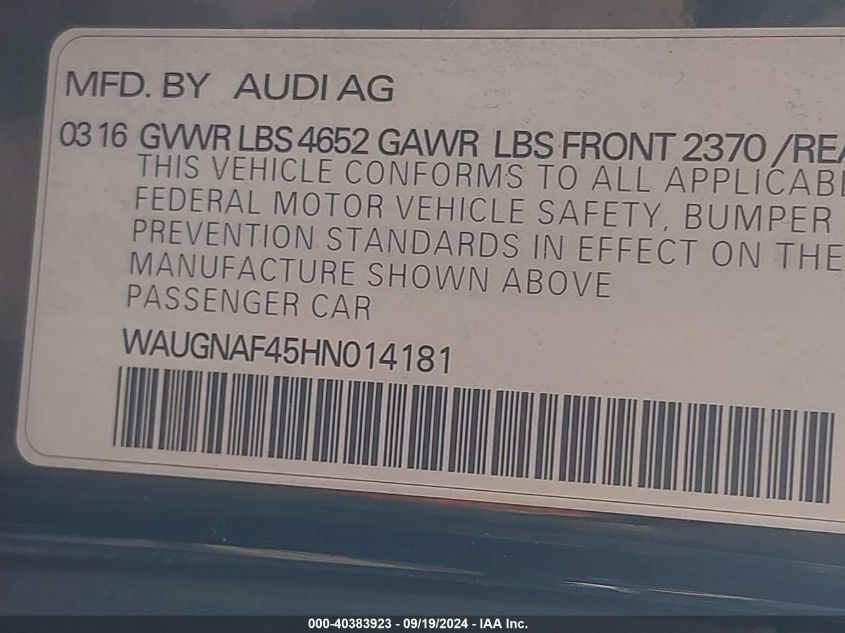 MFD. BY AUDI AG
03 16 GVWR LBS 4652 GAWR LBS FRONT 2370 /REA
THIS VEHICLE CONFORMS TO ALL APPLICABL
FEDERAL MOTOR VEHICLE SAFETY, BUMPER
PREVENTION STANDARDS IN EFFECT ON THE
MANUFACTURE SHOWN ABOVE
PASSENGER CAR
WAUGNAF45HN014181
000-40383923 - 09/19/2024 - IAA Inc.